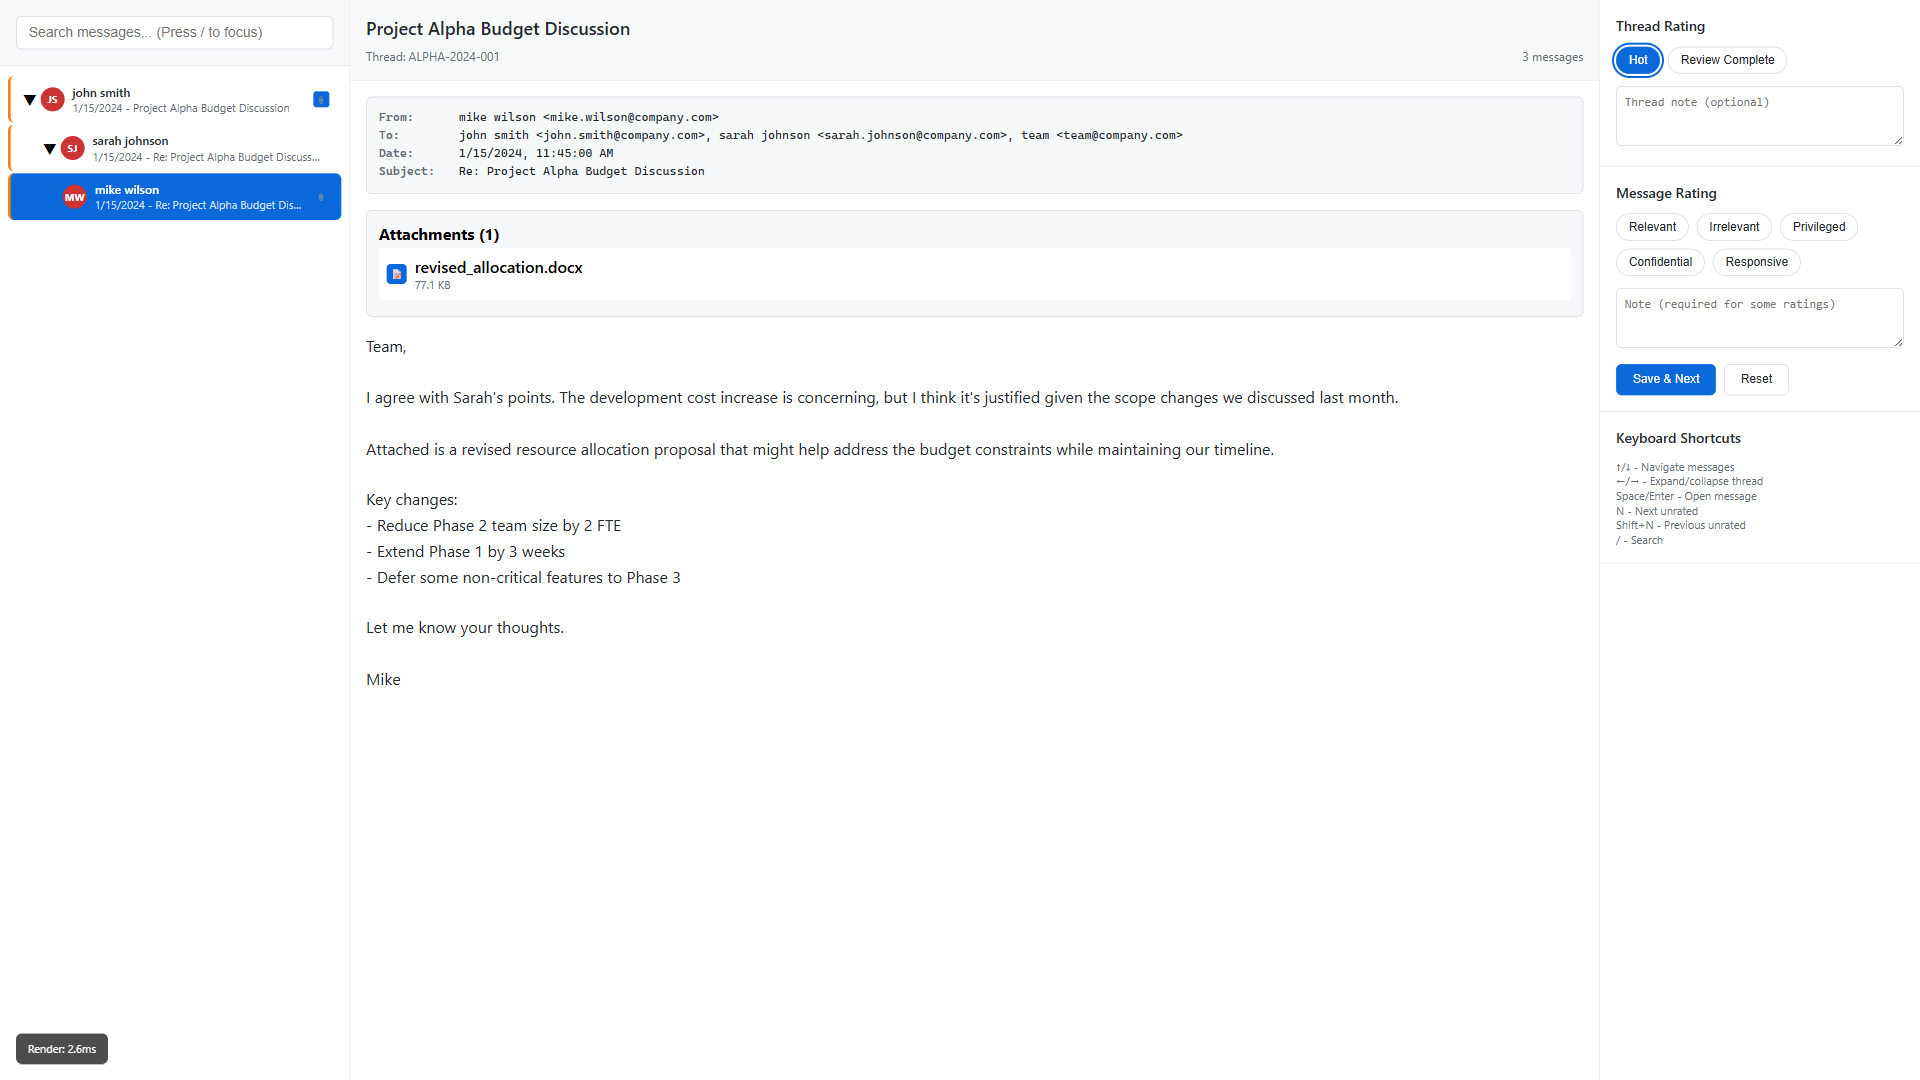 Search messages... (Press / to focus)
JS
john smith
1/15/2024 - Project Alpha Budget Discussion
SJ
sarah johnson
1/15/2024 - Re: Project Alpha Budget Discuss...
MW
mike wilson
1/15/2024 - Re: Project Alpha Budget Dis...
Render: 2.6ms
Project Alpha Budget Discussion
Thread: ALPHA-2024-001
3 messages
From: mike wilson <mike.wilson@company.com>
To: john smith <john.smith@company.com>, sarah johnson <sarah.johnson@company.com>, team <team@company.com>
Date: 1/15/2024, 11:45:00 AM
Subject: Re: Project Alpha Budget Discussion
Attachments (1)
revised_allocation.docx
77.1 KB
Team,
I agree with Sarah's points. The development cost increase is concerning, but I think it's justified given the scope changes we discussed last month.
Attached is a revised resource allocation proposal that might help address the budget constraints while maintaining our timeline.
Key changes:
- Reduce Phase 2 team size by 2 FTE
- Extend Phase 1 by 3 weeks
- Defer some non-critical features to Phase 3
Let me know your thoughts.
Mike
Thread Rating
Hot
Review Complete
Thread note (optional)
Message Rating
Relevant
Irrelevant
Privileged
Confidential
Responsive
Note (required for some ratings)
Save & Next
Reset
Keyboard Shortcuts
↑/↓ - Navigate messages
←/→ - Expand/collapse thread
Space/Enter - Open message
N - Next unrated
Shift+N - Previous unrated
/ - Search